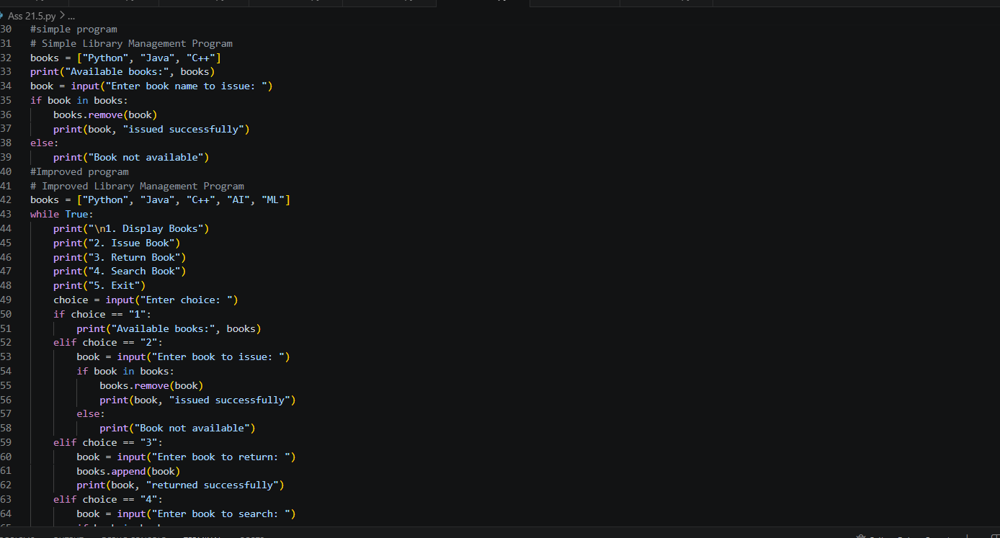 Ass 21.5.py > ...
30 #simple program
31 # Simple Library Management Program
32 books = ["Python", "Java", "C++"]
33 print("Available books:", books)
34 book = input("Enter book name to issue: ")
35 if book in books:
36     books.remove(book)
37     print(book, "issued successfully")
38 else:
39     print("Book not available")
40 #Improved program
41 # Improved Library Management Program
42 books = ["Python", "Java", "C++", "AI", "ML"]
43 while True:
44     print("\n1. Display Books")
45     print("2. Issue Book")
46     print("3. Return Book")
47     print("4. Search Book")
48     print("5. Exit")
49     choice = input("Enter choice: ")
50     if choice == "1":
51         print("Available books:", books)
52     elif choice == "2":
53         book = input("Enter book to issue: ")
54         if book in books:
55             books.remove(book)
56             print(book, "issued successfully")
57         else:
58             print("Book not available")
59     elif choice == "3":
60         book = input("Enter book to return: ")
61         books.append(book)
62         print(book, "returned successfully")
63     elif choice == "4":
64         book = input("Enter book to search: ")